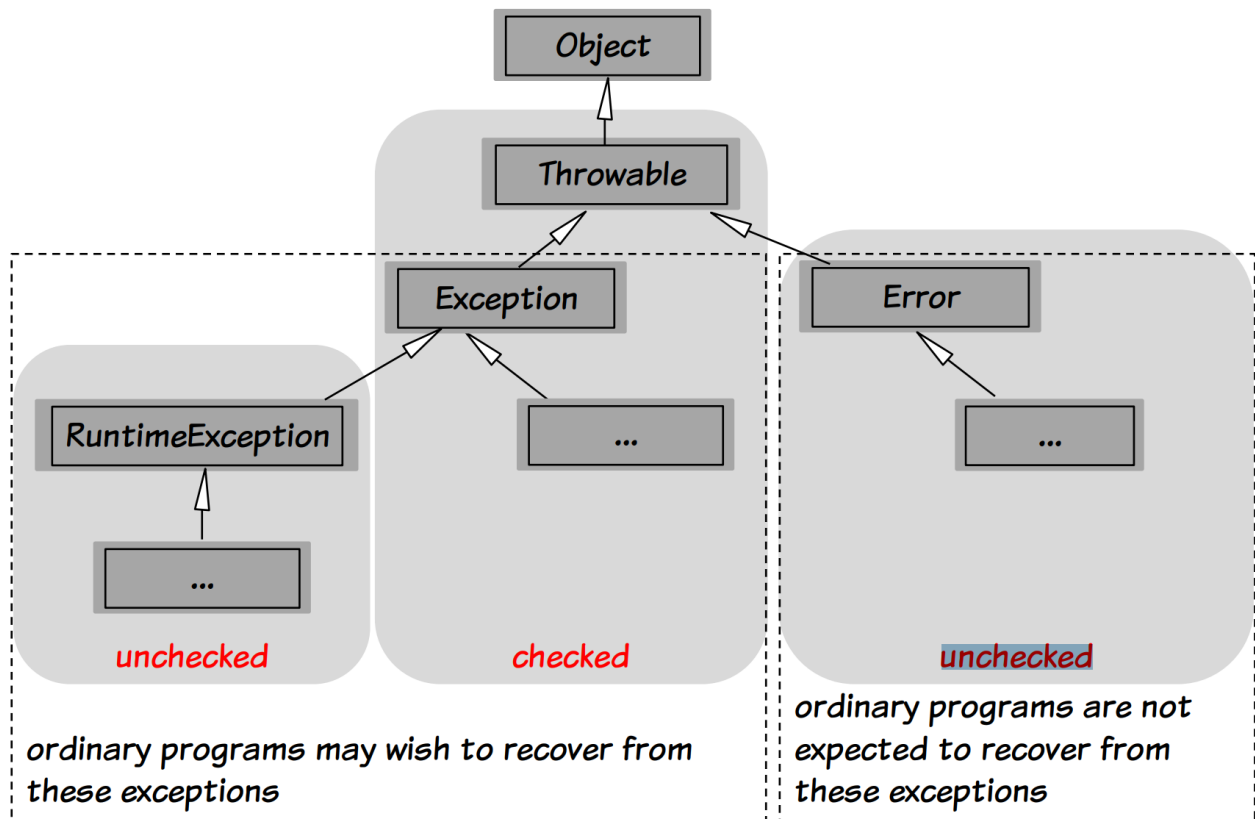 Object
Throwable
Exception
Error
RuntimeException
...
...
...
unchecked
checked
unchecked
ordinary programs may wish to recover from
these exceptions
ordinary programs are not
expected to recover from
these exceptions